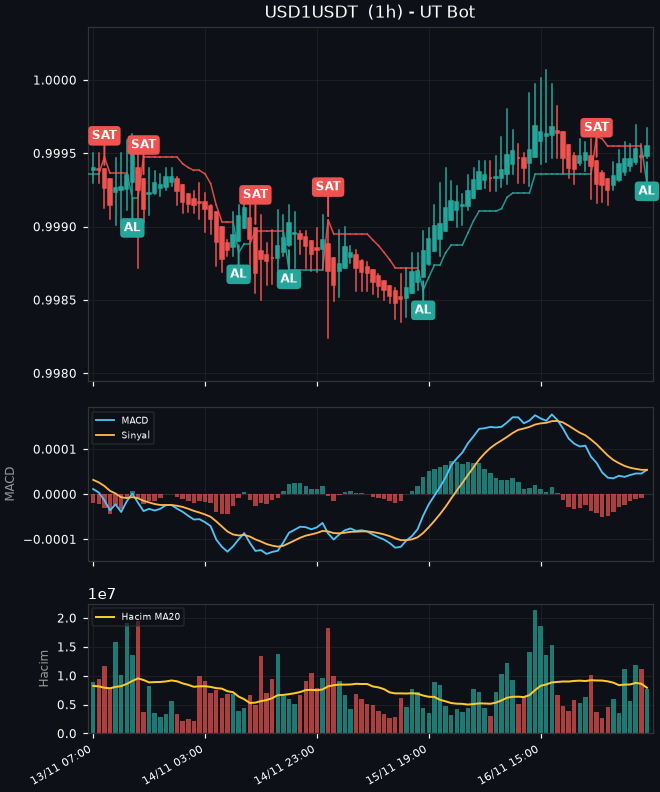 USD1USDT (1h) - UT Bot
1.0000
0.9995
0.9990
0.9985
0.9980
SAT
SAT
AL
SAT
AL
AL
SAT
AL
SAT
AL
MACD
MACD
Sinyal
0.0001
0.0000
−0.0001
1e7
Hacim
Hacim MA20
2.0
1.5
1.0
0.5
0.0
13/11 07:00
14/11 03:00
14/11 23:00
15/11 19:00
16/11 15:00